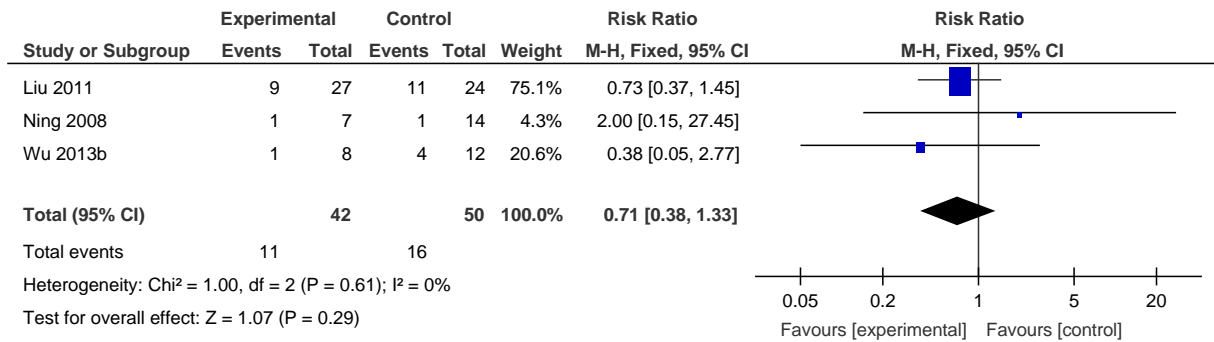 Experimental Control Risk Ratio Risk Ratio
Study or Subgroup Events Total Events Total Weight M-H, Fixed, 95% CI M-H, Fixed, 95% CI
Liu 2011 9 27 11 24 75.1% 0.73 [0.37, 1.45]
Ning 2008 1 7 1 14 4.3% 2.00 [0.15, 27.45]
Wu 2013b 1 8 4 12 20.6% 0.38 [0.05, 2.77]
Total (95% CI) 42 50 100.0% 0.71 [0.38, 1.33]
Total events 11 16
Heterogeneity: Chi² = 1.00, df = 2 (P = 0.61); I² = 0%
Test for overall effect: Z = 1.07 (P = 0.29)
0.05 0.2 1 5 20
Favours [experimental] Favours [control]